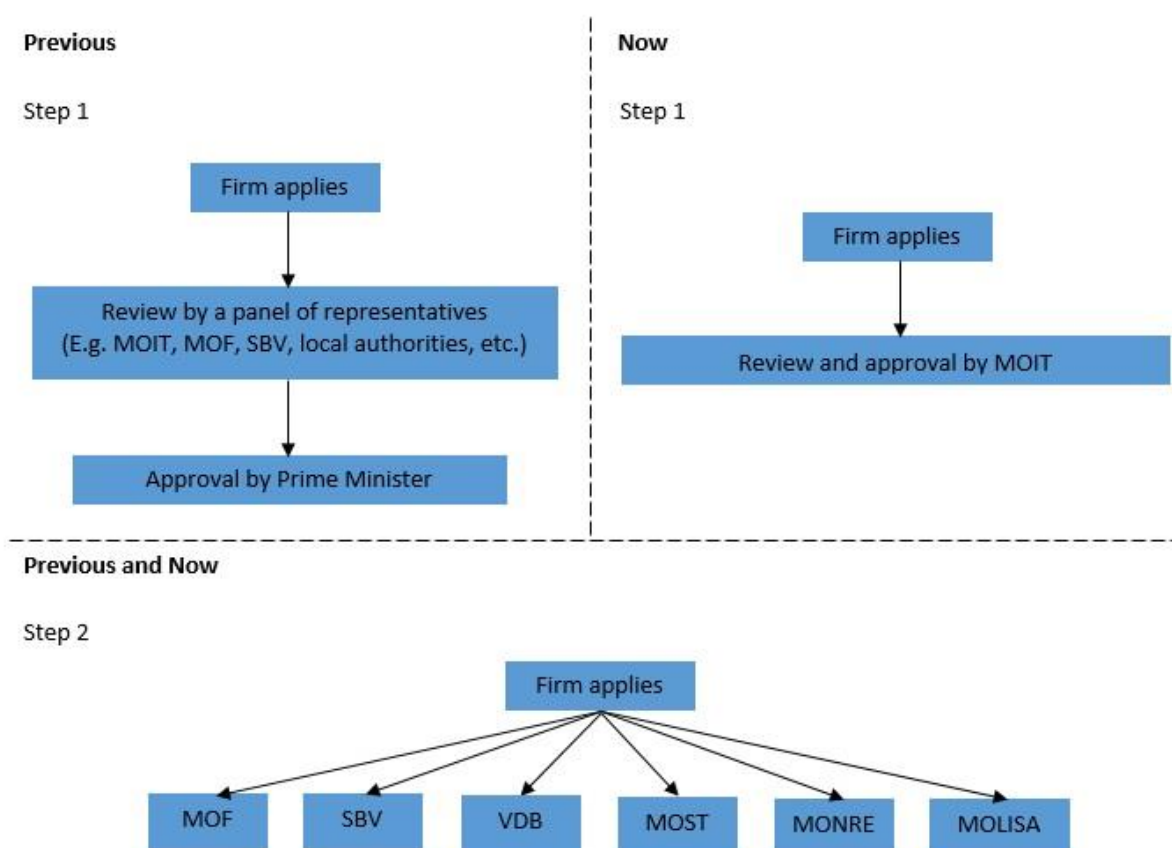 Previous
Step 1
Firm applies
Review by a panel of representatives
(E.g. MOIT, MOF, SBV, local authorities, etc.)
Approval by Prime Minister
Now
Step 1
Firm applies
Review and approval by MOIT
Previous and Now
Step 2
Firm applies
MOF
SBV
VDB
MOST
MONRE
MOLISA